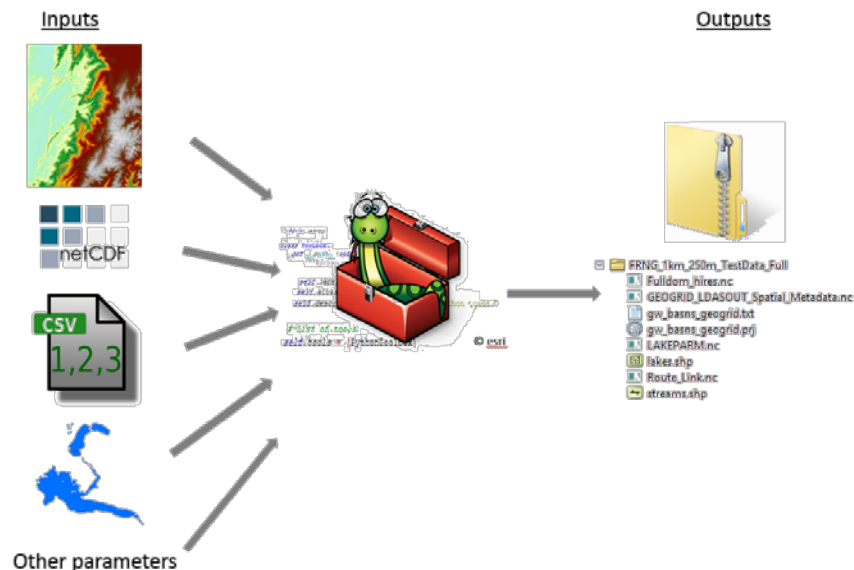 Inputs
Outputs
netCDF
CSV
1,2,3
Other parameters
© esri
FRNG_1km_250m_TestData_Full
Fulldom_hires.nc
GEOGRID_LDASOUT_Spatial_Metadata.nc
gw_basns_geogrid.txt
gw_basns_geogrid.prj
LAKEPARM.nc
lakes.shp
Route_Link.nc
streams.shp